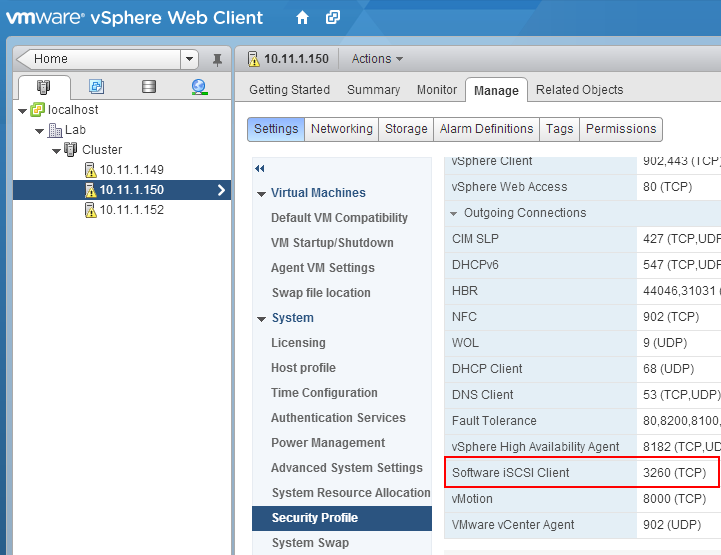 vmware® vSphere Web Client
Home
10.11.1.150 Actions
Getting Started Summary Monitor Manage Related Objects
Settings Networking Storage Alarm Definitions Tags Permissions
localhost
Lab
Cluster
10.11.1.149
10.11.1.150
10.11.1.152
Virtual Machines
Default VM Compatibility
VM Startup/Shutdown
Agent VM Settings
Swap file location
System
Licensing
Host profile
Time Configuration
Authentication Services
Power Management
Advanced System Settings
System Resource Allocation
Security Profile
System Swap
vSphere Client 902,443 (TCP)
vSphere Web Access 80 (TCP)
Outgoing Connections
CIM SLP 427 (TCP,UDP
DHCPv6 547 (TCP,UDP
HBR 44046,31031 (
NFC 902 (TCP)
WOL 9 (UDP)
DHCP Client 68 (UDP)
DNS Client 53 (TCP,UDP)
Fault Tolerance 80,8200,8100,
vSphere High Availability Agent 8182 (TCP,UD
Software iSCSI Client 3260 (TCP)
vMotion 8000 (TCP)
VMware vCenter Agent 902 (UDP)